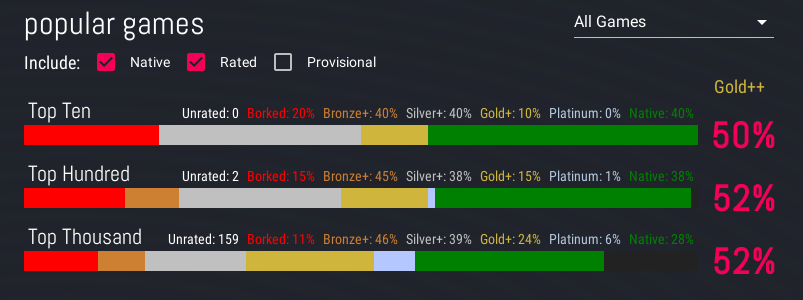 popular games
All Games
Include: Native Rated Provisional
Gold++
Top Ten Unrated: 0 Borked: 20% Bronze+: 40% Silver+: 40% Gold+: 10% Platinum: 0% Native: 40%
50%
Top Hundred Unrated: 2 Borked: 15% Bronze+: 45% Silver+: 38% Gold+: 15% Platinum: 1% Native: 38%
52%
Top Thousand Unrated: 159 Borked: 11% Bronze+: 46% Silver+: 39% Gold+: 24% Platinum: 6% Native: 28%
52%